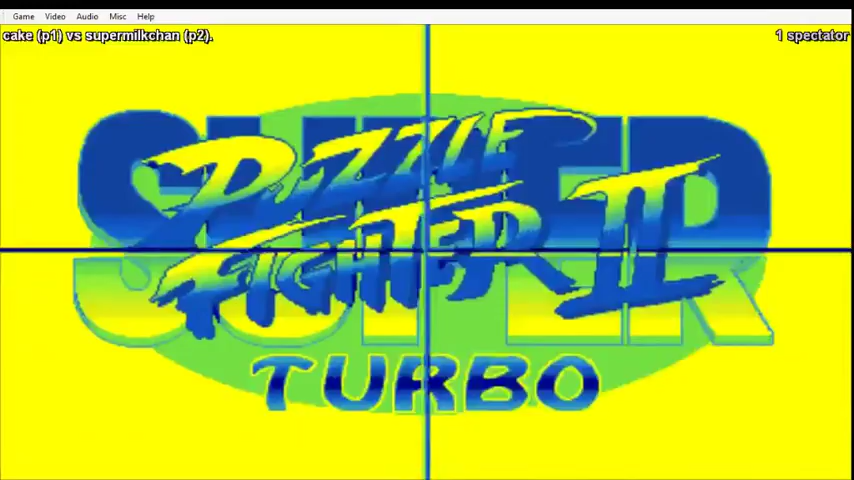 Game Video Audio Misc Help
cake (p1) vs supermilkchan (p2). 1 spectator
SUPER
PUZZLE
FIGHTER II
TURBO